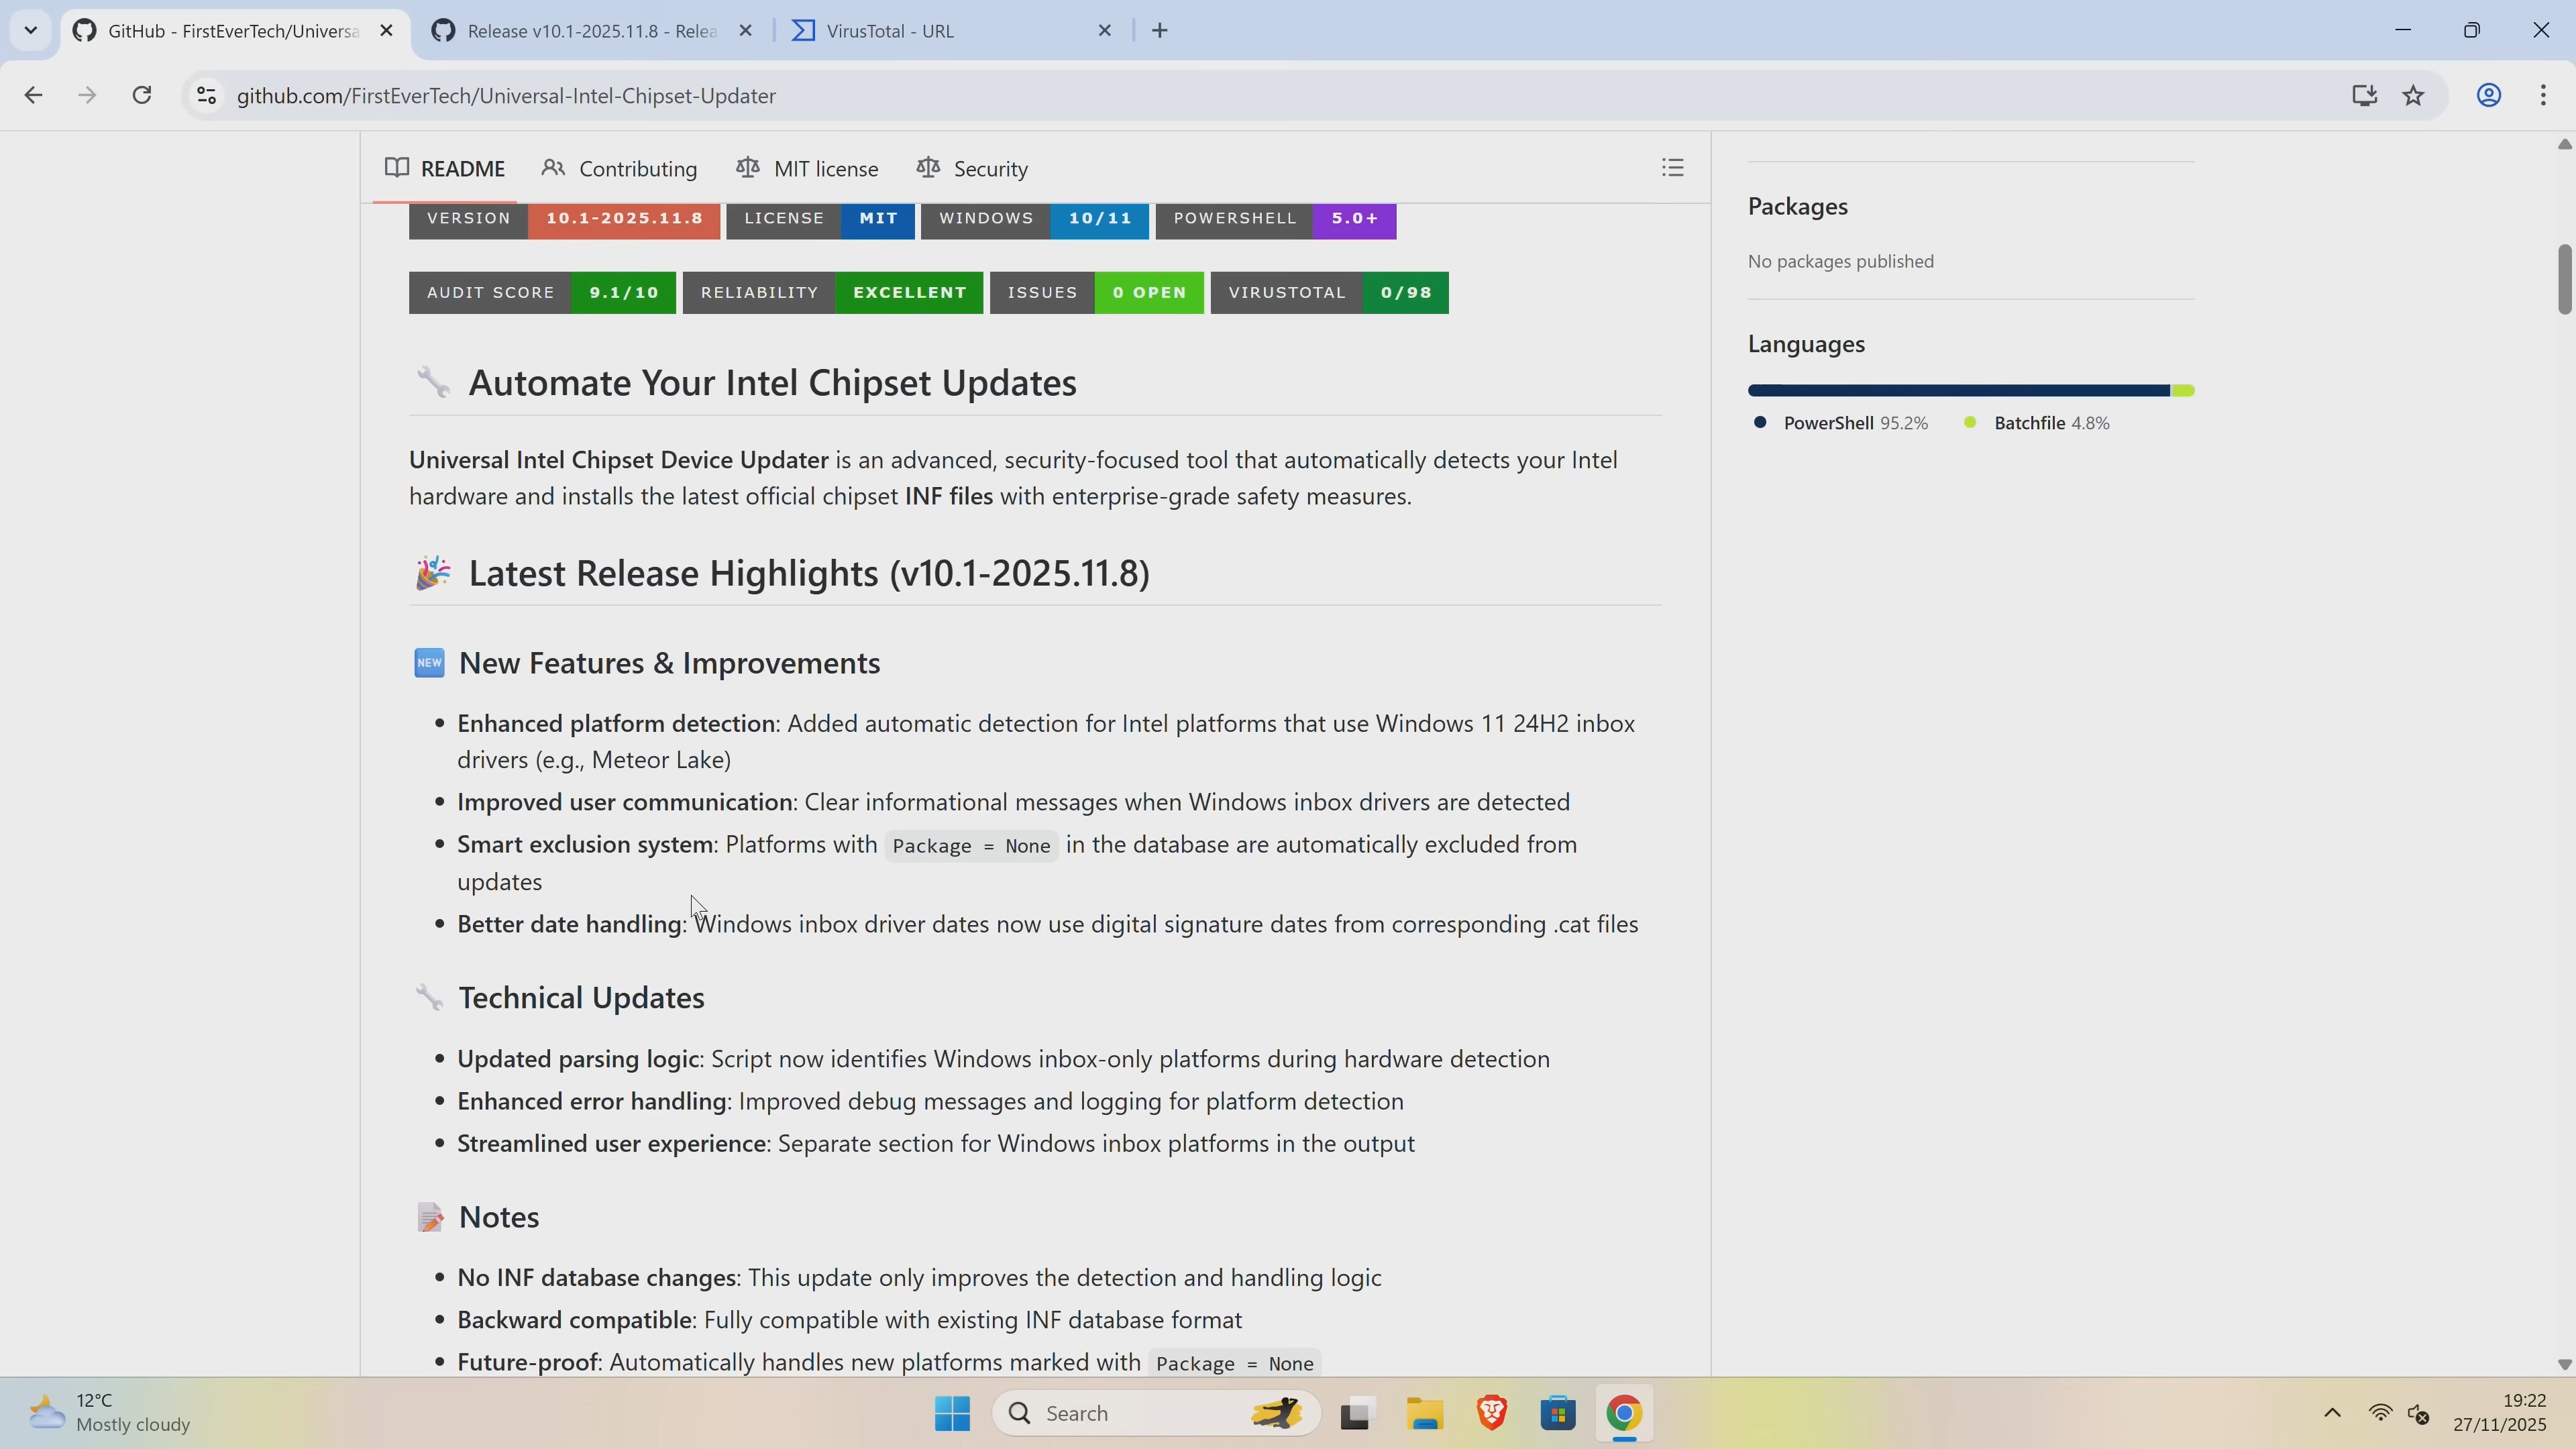 GitHub - FirstEverTech/Universa
Release v10.1-2025.11.8 - Relea
VirusTotal - URL
github.com/FirstEverTech/Universal-Intel-Chipset-Updater
README
Contributing
MIT license
Security
VERSION 10.1-2025.11.8 LICENSE MIT WINDOWS 10/11 POWERSHELL 5.0+
AUDIT SCORE 9.1/10 RELIABILITY EXCELLENT ISSUES 0 OPEN VIRUSTOTAL 0/98
Automate Your Intel Chipset Updates
Universal Intel Chipset Device Updater is an advanced, security-focused tool that automatically detects your Intel
hardware and installs the latest official chipset INF files with enterprise-grade safety measures.
Latest Release Highlights (v10.1-2025.11.8)
NEW New Features & Improvements
• Enhanced platform detection: Added automatic detection for Intel platforms that use Windows 11 24H2 inbox
drivers (e.g., Meteor Lake)
• Improved user communication: Clear informational messages when Windows inbox drivers are detected
• Smart exclusion system: Platforms with Package = None in the database are automatically excluded from
updates
• Better date handling: Windows inbox driver dates now use digital signature dates from corresponding .cat files
Technical Updates
• Updated parsing logic: Script now identifies Windows inbox-only platforms during hardware detection
• Enhanced error handling: Improved debug messages and logging for platform detection
• Streamlined user experience: Separate section for Windows inbox platforms in the output
Notes
• No INF database changes: This update only improves the detection and handling logic
• Backward compatible: Fully compatible with existing INF database format
• Future-proof: Automatically handles new platforms marked with Package = None
Packages
No packages published
Languages
PowerShell 95.2% Batchfile 4.8%
12°C
Mostly cloudy
Search
19:22
27/11/2025